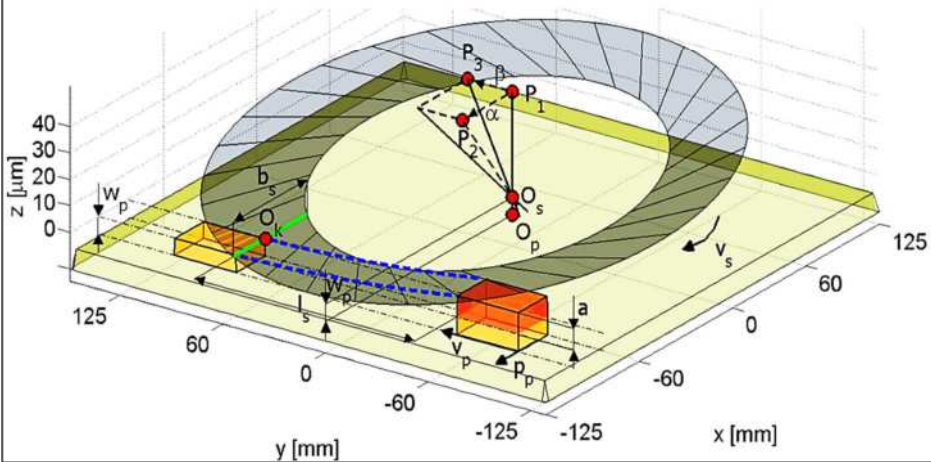 P3
β
P1
α
P2
40
30
20
10
0
z [μm]
wp
bs
Ok
Os
Op
vs
wp
ls
a
vp
pp
125
60
0
-60
-125
y [mm]
-125
-60
0
60
125
x [mm]